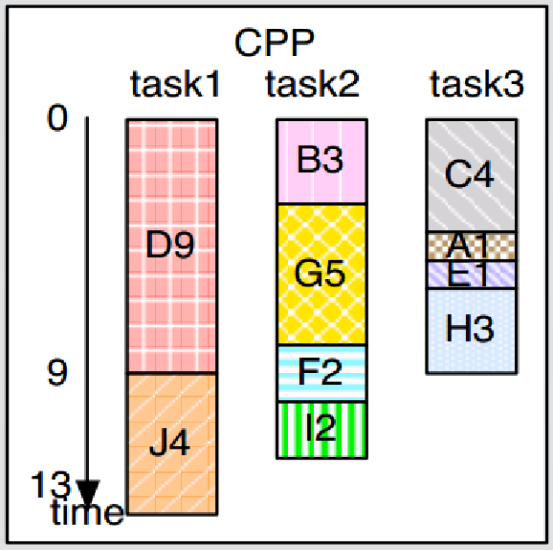 CPP
task1 task2 task3
0
B3
C4
D9
A1
G5
E1
H3
9
F2
J4
I2
13
time